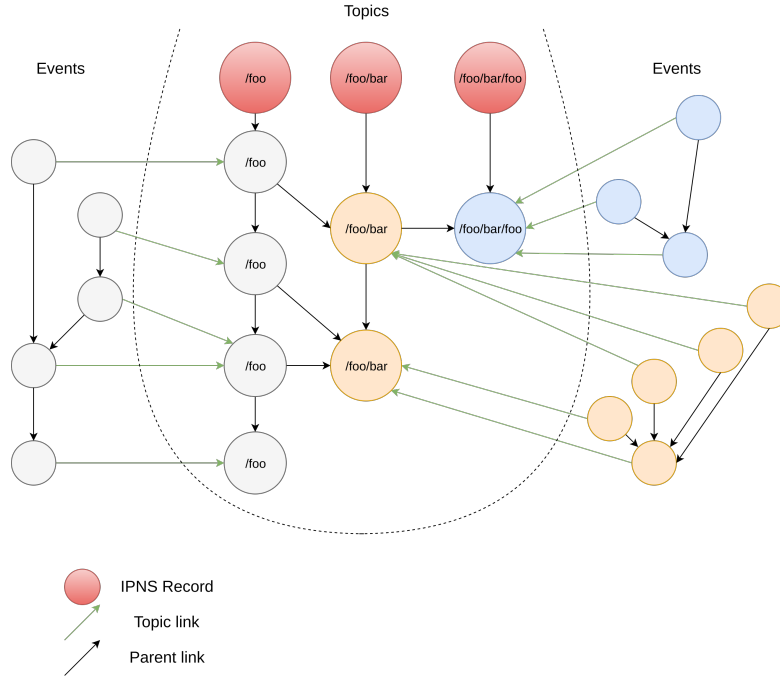 Topics
Events
Events
/foo
/foo/bar
/foo/bar/foo
/foo
/foo/bar
/foo/bar/foo
/foo
/foo
/foo/bar
/foo
IPNS Record
Topic link
Parent link